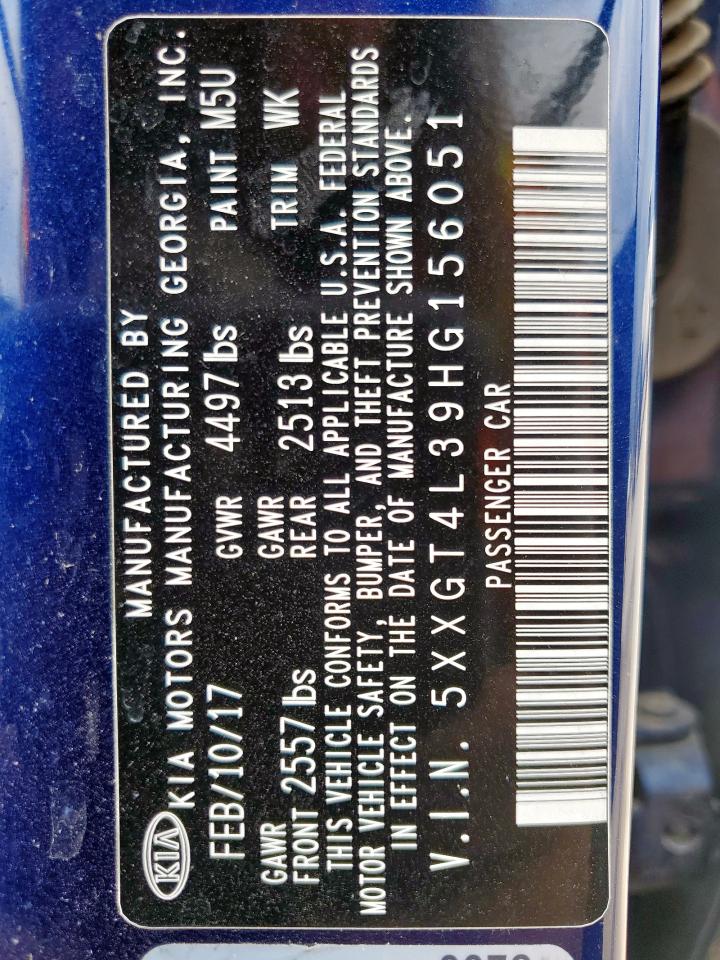 MANUFACTURED BY
KIA KIA MOTORS MANUFACTURING GEORGIA, INC.
FEB/10/17 GVWR 4497 lbs PAINT M5U
GAWR GAWR
FRONT 2557 lbs REAR 2513 lbs TRIM WK
THIS VEHICLE CONFORMS TO ALL APPLICABLE U.S.A. FEDERAL
MOTOR VEHICLE SAFETY, BUMPER, AND THEFT PREVENTION STANDARDS
IN EFFECT ON THE DATE OF MANUFACTURE SHOWN ABOVE.
V.I.N. 5XXGT4L39HG156051
PASSENGER CAR